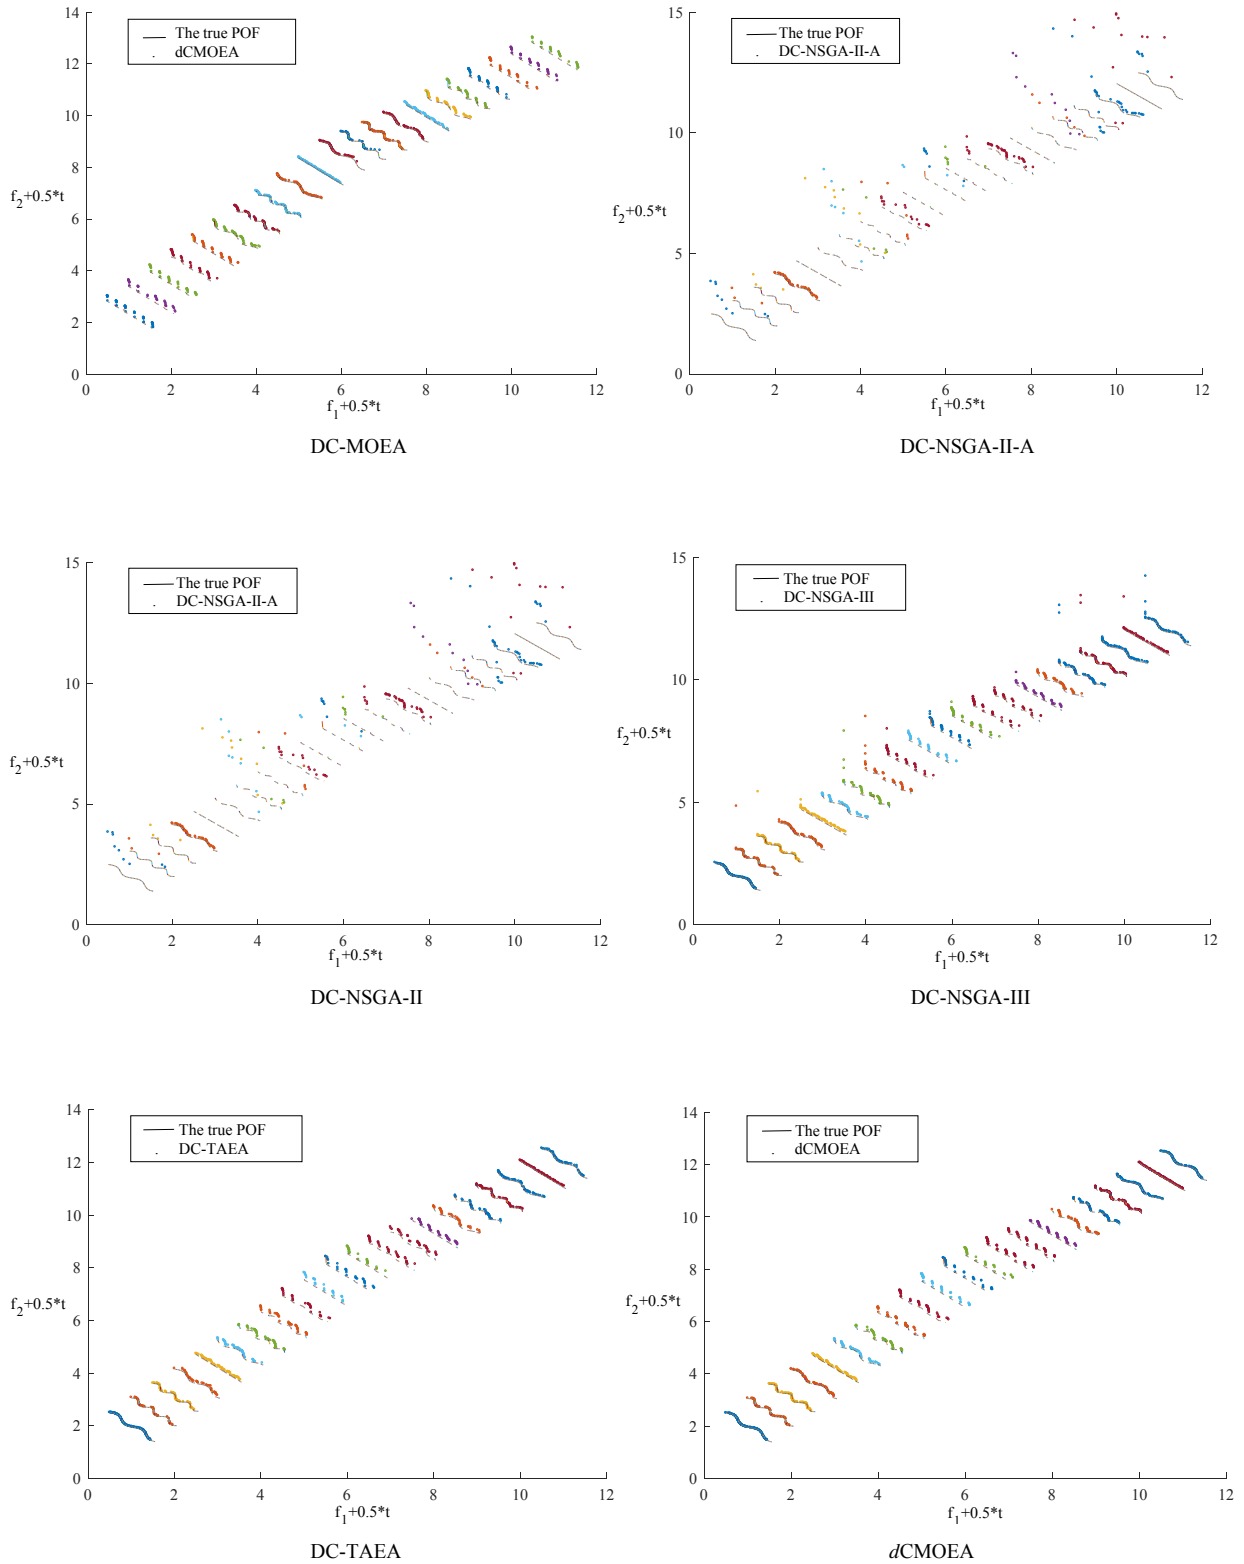 The true POF
dCMOEA
14
12
10
8
6
4
2
0
f2+0.5*t
0 2 4 6 8 10 12
f1+0.5*t
DC-MOEA
The true POF
DC-NSGA-II-A
15
10
5
0
f2+0.5*t
0 2 4 6 8 10 12
f1+0.5*t
DC-NSGA-II-A
The true POF
DC-NSGA-II-A
15
10
5
0
f2+0.5*t
0 2 4 6 8 10 12
f1+0.5*t
DC-NSGA-II
The true POF
DC-NSGA-III
15
10
5
0
f2+0.5*t
0 2 4 6 8 10 12
f1+0.5*t
DC-NSGA-III
The true POF
DC-TAEA
14
12
10
8
6
4
2
0
f2+0.5*t
0 2 4 6 8 10 12
f1+0.5*t
DC-TAEA
The true POF
dCMOEA
14
12
10
8
6
4
2
0
f2+0.5*t
0 2 4 6 8 10 12
f1+0.5*t
dCMOEA